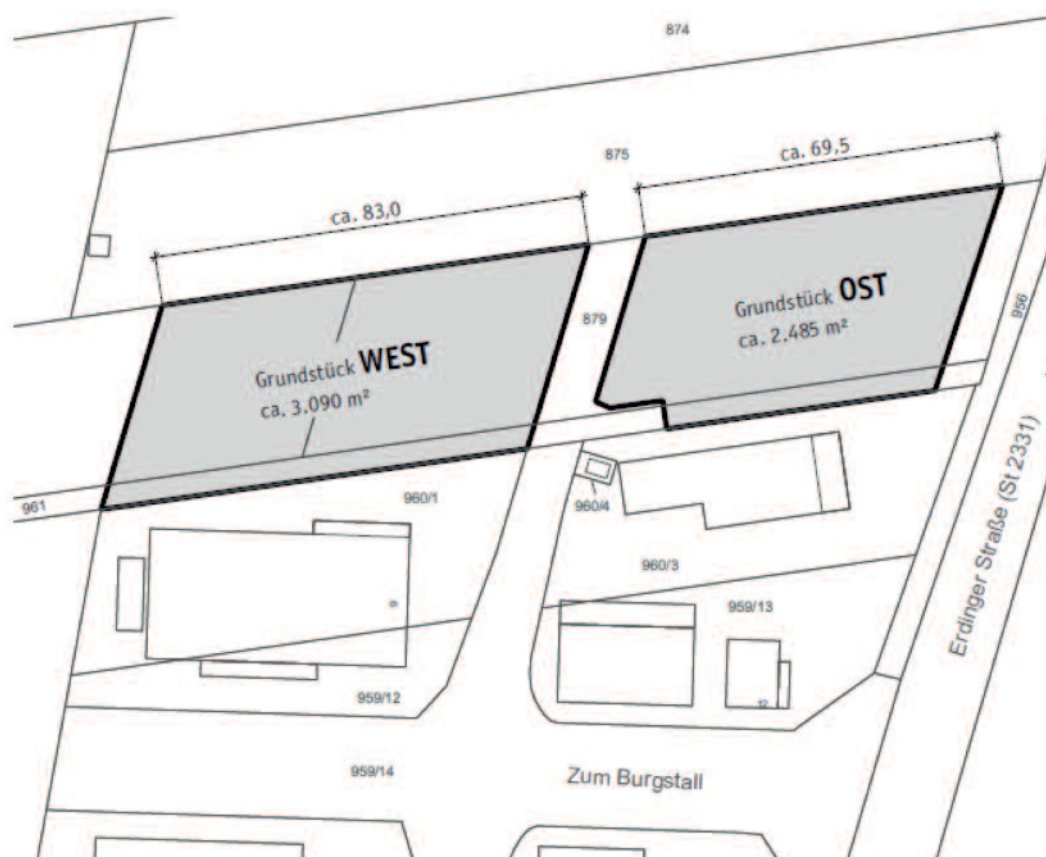 874
875
ca. 69,5
ca. 83,0
Grundstück OST
ca. 2.485 m²
879
956
Grundstück WEST
ca. 3.090 m²
961
960/1
960/4
960/3
Erdinger Straße (St 2331)
9
959/13
959/12
12
959/14
Zum Burgstall